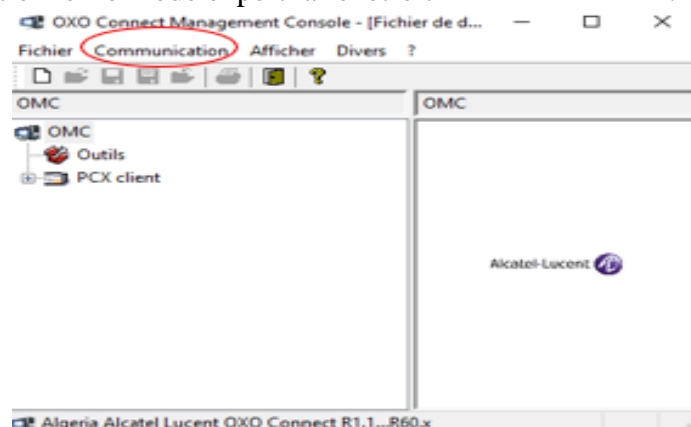 OXO Connect Management Console - [Fichier de d...
Fichier Communication Afficher Divers ?
OMC
OMC
OMC
Outils
PCX client
Alcatel-Lucent
Algeria Alcatel Lucent OXO Connect R1.1...R60.x